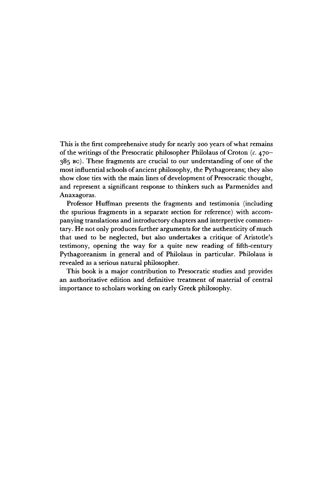 This is the first comprehensive study for nearly 200 years of what remains
of the writings of the Presocratic philosopher Philolaus of Croton (c. 470–
385 BC). These fragments are crucial to our understanding of one of the
most influential schools of ancient philosophy, the Pythagoreans; they also
show close ties with the main lines of development of Presocratic thought,
and represent a significant response to thinkers such as Parmenides and
Anaxagoras.
Professor Huffman presents the fragments and testimonia (including
the spurious fragments in a separate section for reference) with accom-
panying translations and introductory chapters and interpretive commen-
tary. He not only produces further arguments for the authenticity of much
that used to be neglected, but also undertakes a critique of Aristotle's
testimony, opening the way for a quite new reading of fifth-century
Pythagoreanism in general and of Philolaus in particular. Philolaus is
revealed as a serious natural philosopher.
This book is a major contribution to Presocratic studies and provides
an authoritative edition and definitive treatment of material of central
importance to scholars working on early Greek philosophy.